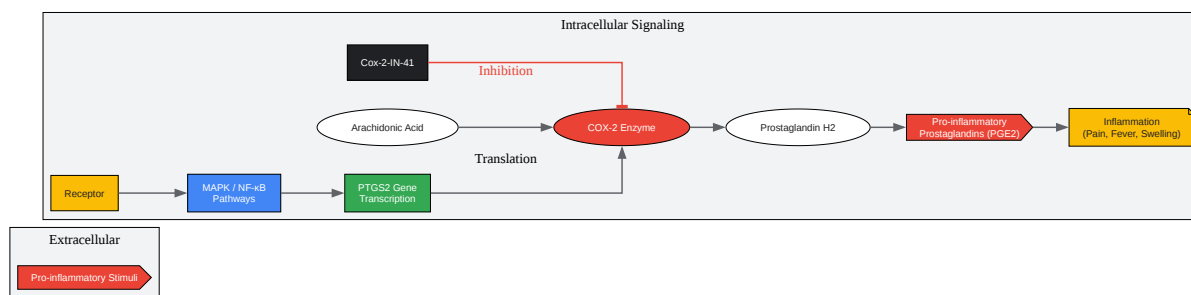 Intracellular Signaling
Cox-2-IN-41
Inhibition
Arachidonic Acid
COX-2 Enzyme
Prostaglandin H2
Pro-inflammatory
Prostaglandins (PGE2)
Inflammation
(Pain, Fever, Swelling)
Translation
Receptor
MAPK / NF-κB
Pathways
PTGS2 Gene
Transcription
Extracellular
Pro-inflammatory Stimuli